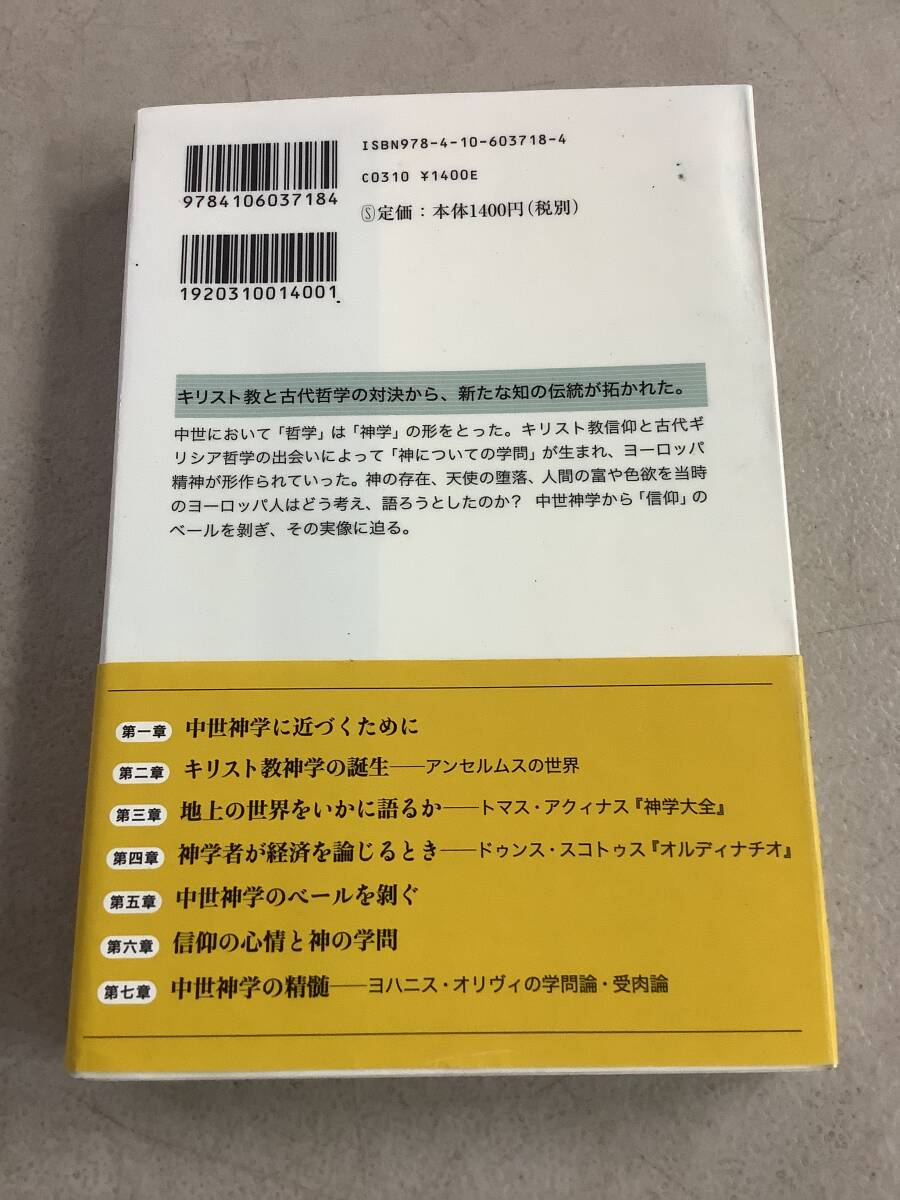 ISBN978-4-10-603718-4
9784106037184
C0310 ¥1400E
Ⓢ定価：本体1400円(税別)
1920310014001
キリスト教と古代哲学の対決から、新たな知の伝統が拓かれた。
中世において「哲学」は「神学」の形をとった。キリスト教信仰と古代ギ
リシア哲学の出会いによって「神についての学問」が生まれ、ヨーロッパ
精神が形作られていった。神の存在、天使の堕落、人間の富や色欲を当時
のヨーロッパ人はどう考え、語ろうとしたのか？ 中世神学から「信仰」の
ベールを剝ぎ、その実像に迫る。
第一章 中世神学に近づくために
第二章 キリスト教神学の誕生──アンセルムスの世界
第三章 地上の世界をいかに語るか──トマス・アクィナス『神学大全』
第四章 神学者が経済を論じるとき──ドゥンス・スコトゥス『オルディナチオ』
第五章 中世神学のベールを剝ぐ
第六章 信仰の心情と神の学問
第七章 中世神学の精髄──ヨハニス・オリヴィの学問論・受肉論